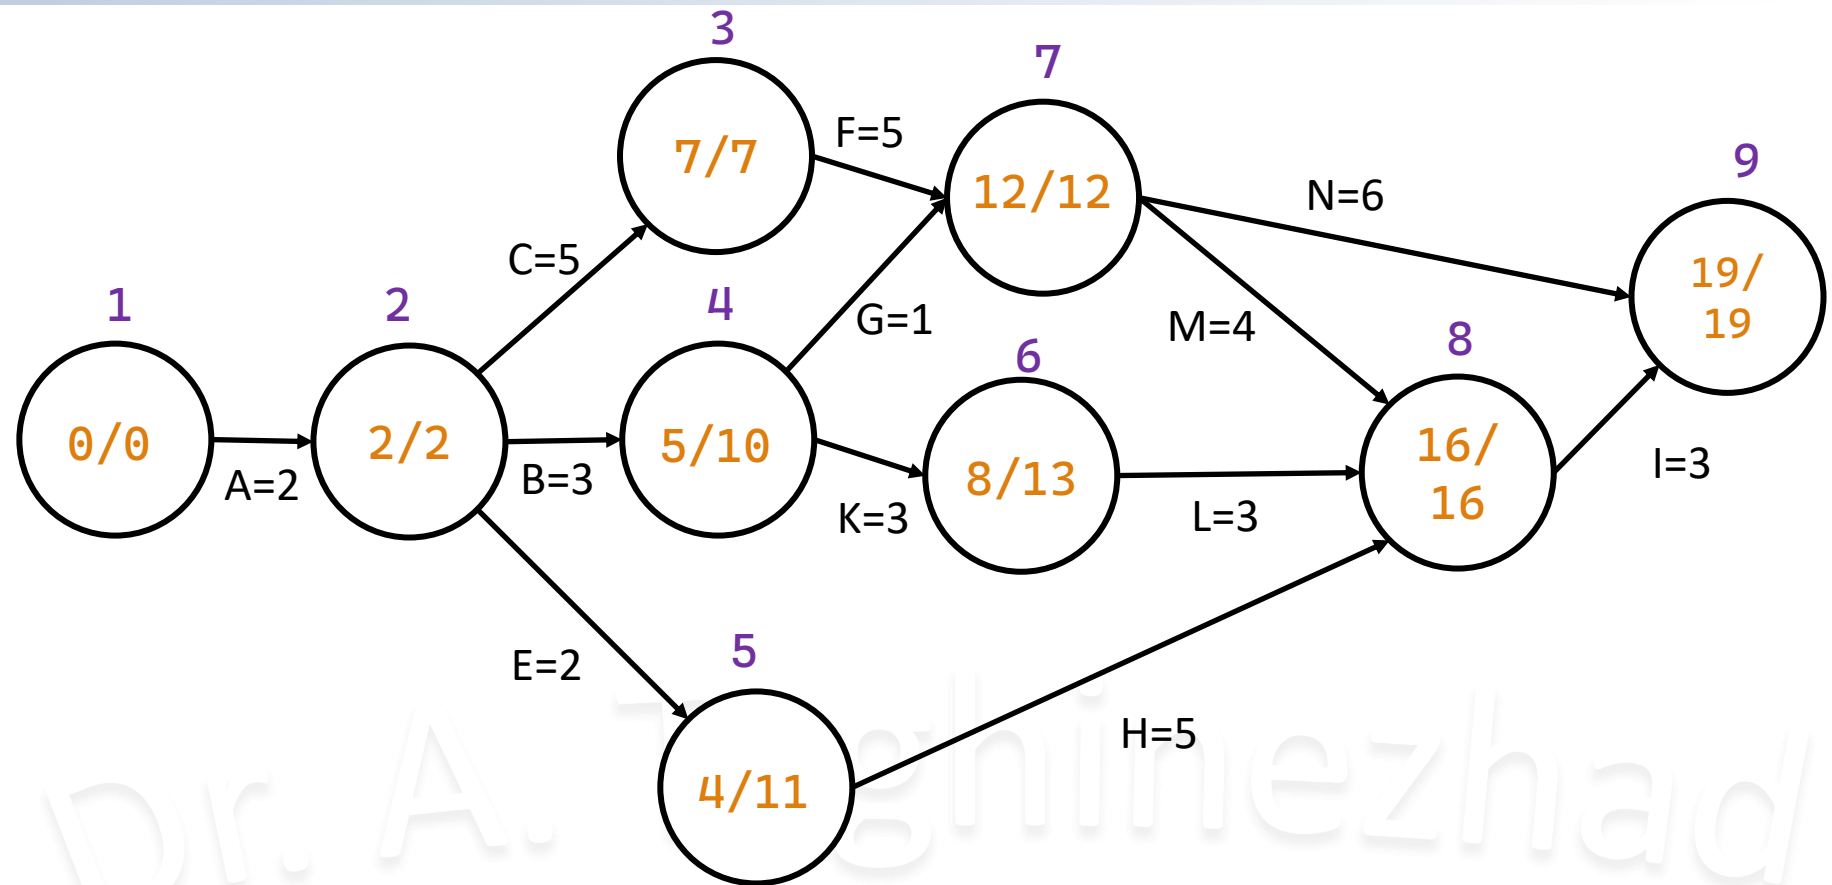 3
7
7/7
F=5
12/12
9
N=6
C=5
19/
19
1
2
4
G=1
M=4
8
6
0/0
A=2
2/2
B=3
5/10
K=3
8/13
L=3
16/
16
I=3
E=2
5
4/11
H=5
Dr. A. Taghinezhad